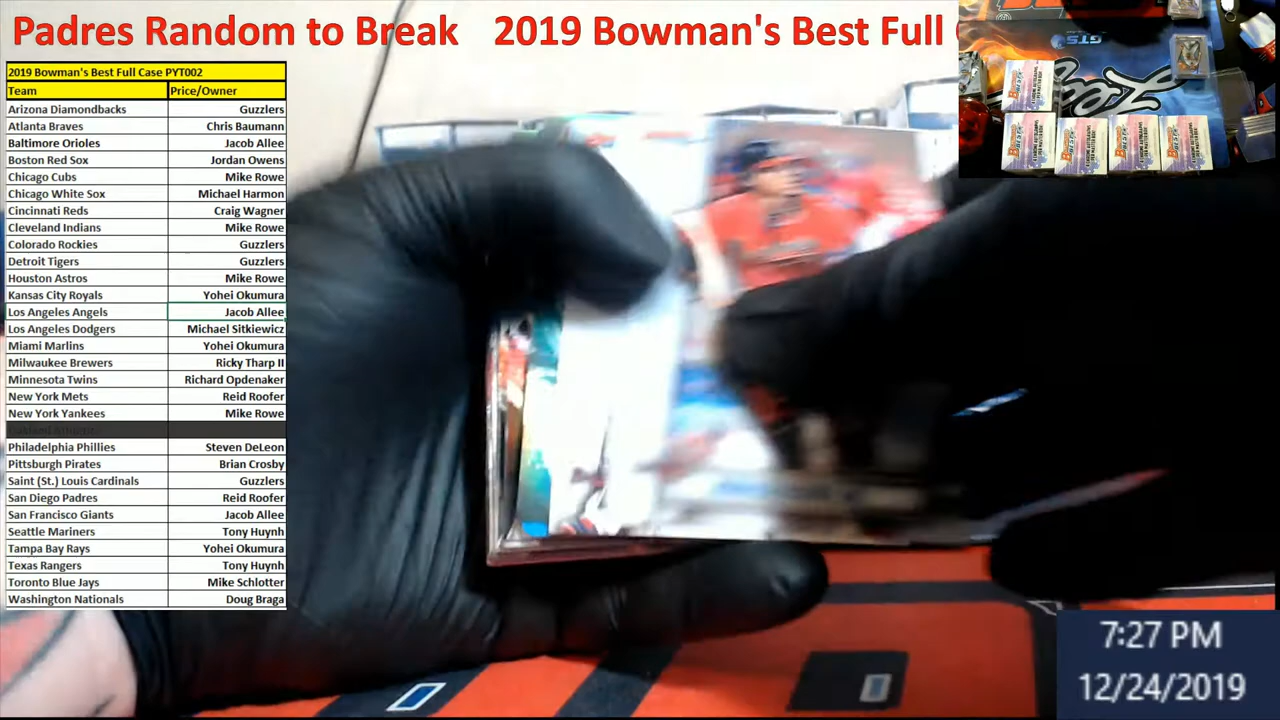 Padres Random to Break 2019 Bowman's Best Full
2019 Bowman's Best Full Case PYT002
Team Price/Owner
Arizona Diamondbacks Guzzlers
Atlanta Braves Chris Baumann
Baltimore Orioles Jacob Allee
Boston Red Sox Jordan Owens
Chicago Cubs Mike Rowe
Chicago White Sox Michael Harmon
Cincinnati Reds Craig Wagner
Cleveland Indians Mike Rowe
Colorado Rockies Guzzlers
Detroit Tigers Guzzlers
Houston Astros Mike Rowe
Kansas City Royals Yohei Okumura
Los Angeles Angels Jacob Allee
Los Angeles Dodgers Michael Sitkiewicz
Miami Marlins Yohei Okumura
Milwaukee Brewers Ricky Tharp II
Minnesota Twins Richard Opdenaker
New York Mets Reid Roofer
New York Yankees Mike Rowe
Philadelphia Phillies Steven DeLeon
Pittsburgh Pirates Brian Crosby
Saint (St.) Louis Cardinals Guzzlers
San Diego Padres Reid Roofer
San Francisco Giants Jacob Allee
Seattle Mariners Tony Huynh
Tampa Bay Rays Yohei Okumura
Texas Rangers Tony Huynh
Toronto Blue Jays Mike Schlotter
Washington Nationals Doug Braga
GTS
7:27 PM
12/24/2019